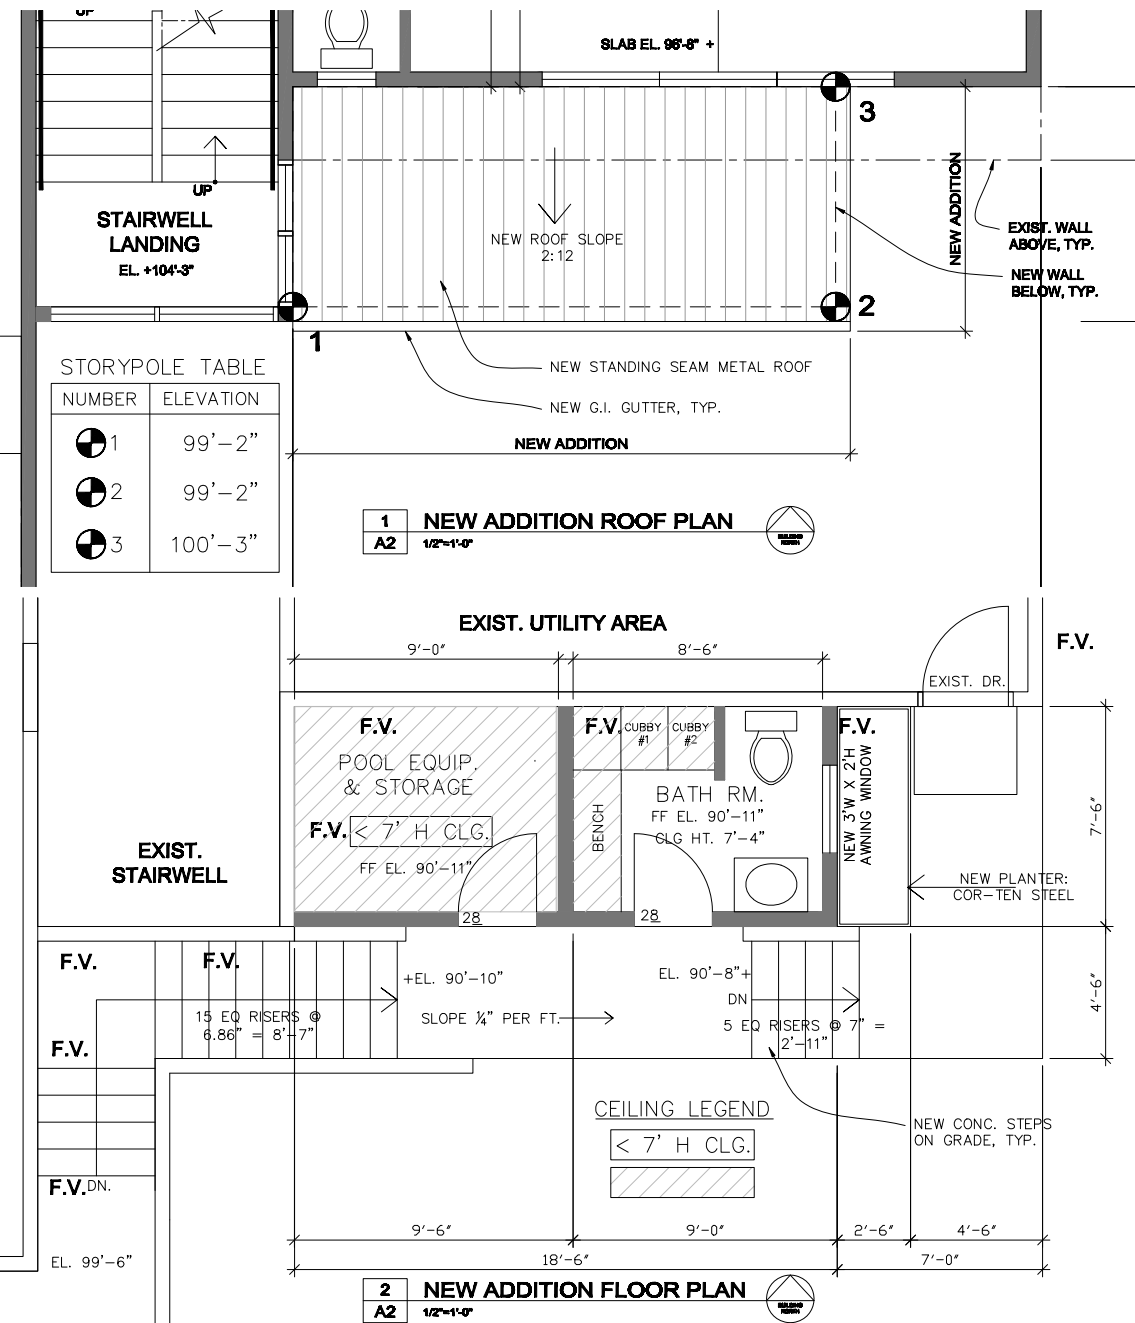 UP
SLAB EL. 96'-8" +
3
UP
STAIRWELL
LANDING
EL. +104'-3"
NEW ROOF SLOPE
2:12
NEW ADDITION
EXIST. WALL
ABOVE, TYP.
NEW WALL
BELOW, TYP.
1
2
STORYPOLE TABLE
NUMBER ELEVATION
1 99'-2"
2 99'-2"
3 100'-3"
NEW STANDING SEAM METAL ROOF
NEW G.I. GUTTER, TYP.
NEW ADDITION
1
A2
NEW ADDITION ROOF PLAN
1/2"=1'-0"
BUILDING
NORTH
EXIST. UTILITY AREA
9'-0" 8'-6"
F.V.
EXIST. DR.
F.V.
POOL EQUIP.
& STORAGE
F.V. < 7' H CLG.
FF EL. 90'-11"
28
F.V.
CUBBY
#1
CUBBY
#2
BENCH
BATH RM.
FF EL. 90'-11"
CLG HT. 7'-4"
28
F.V.
NEW 3'W X 2'H
AWNING WINDOW
NEW PLANTER:
COR-TEN STEEL
7'-6"
4'-6"
EXIST.
STAIRWELL
F.V.
F.V.
F.V.
15 EQ RISERS @
6.86" = 8'-7"
+EL. 90'-10"
SLOPE ¼" PER FT.
EL. 90'-8"+
DN
5 EQ RISERS @ 7" =
2'-11"
F.V. DN.
EL. 99'-6"
CEILING LEGEND
< 7' H CLG.
NEW CONC. STEPS
ON GRADE, TYP.
9'-6" 9'-0" 2'-6" 4'-6"
18'-6" 7'-0"
2
A2
NEW ADDITION FLOOR PLAN
1/2"=1'-0"
BUILDING
NORTH